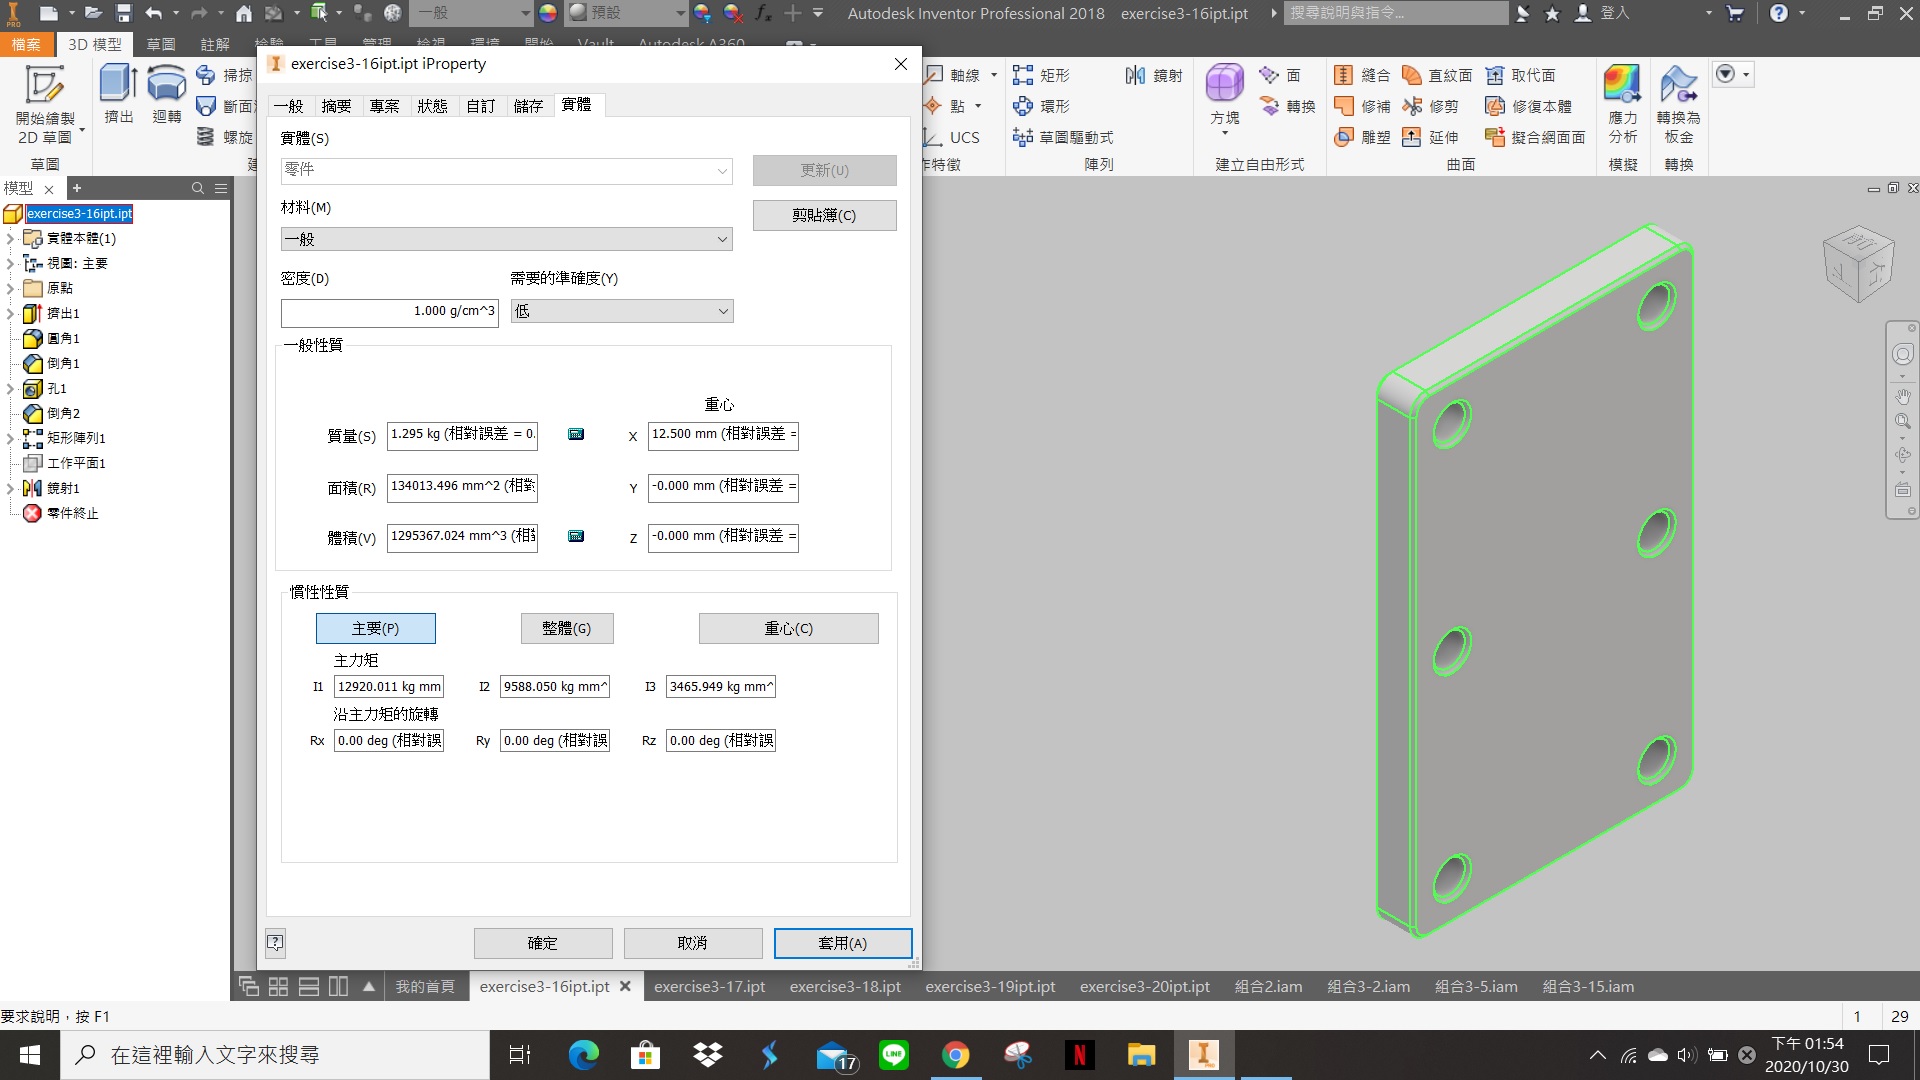 PRO
一般
預設
Autodesk Inventor Professional 2018 exercise3-16ipt.ipt
搜尋說明與指令...
登入
檔案 3D 模型 草圖 註解 檢驗 工具 管理 檢視 環境 開始 Vault Autodesk A360
開始繪製
2D 草圖
草圖
擠出
迴轉
掃掠
斷面
螺旋
建
軸線
點
UCS
作特徵
矩形
環形
草圖驅動式
鏡射
陣列
方塊
面
轉換
建立自由形式
縫合
修補
雕塑
直紋面
修剪
延伸
取代面
修復本體
擬合網面面
曲面
應力
分析
模擬
轉換為
板金
轉換
模型
exercise3-16ipt.ipt
實體本體(1)
視圖: 主要
原點
擠出1
圓角1
倒角1
孔1
倒角2
矩形陣列1
工作平面1
鏡射1
零件終止
exercise3-16ipt.ipt iProperty
一般 摘要 專案 狀態 自訂 儲存 實體
實體(S)
零件
更新(U)
材料(M)
剪貼簿(C)
一般
密度(D) 需要的準確度(Y)
1.000 g/cm^3 低
一般性質
重心
質量(S) 1.295 kg (相對誤差 = 0. X 12.500 mm (相對誤差 =
面積(R) 134013.496 mm^2 (相對 Y -0.000 mm (相對誤差 =
體積(V) 1295367.024 mm^3 (相 Z -0.000 mm (相對誤差 =
慣性性質
主要(P) 整體(G) 重心(C)
主力矩
I1 12920.011 kg mm I2 9588.050 kg mm^ I3 3465.949 kg mm^
沿主力矩的旋轉
Rx 0.00 deg (相對誤 Ry 0.00 deg (相對誤 Rz 0.00 deg (相對誤
確定 取消 套用(A)
我的首頁 exercise3-16ipt.ipt exercise3-17.ipt exercise3-18.ipt exercise3-19ipt.ipt exercise3-20ipt.ipt 組合2.iam 組合3-2.iam 組合3-5.iam 組合3-15.iam
要求說明，按 F1
1 29
在這裡輸入文字來搜尋
17
LINE
N
PRO
下午 01:54
2020/10/30